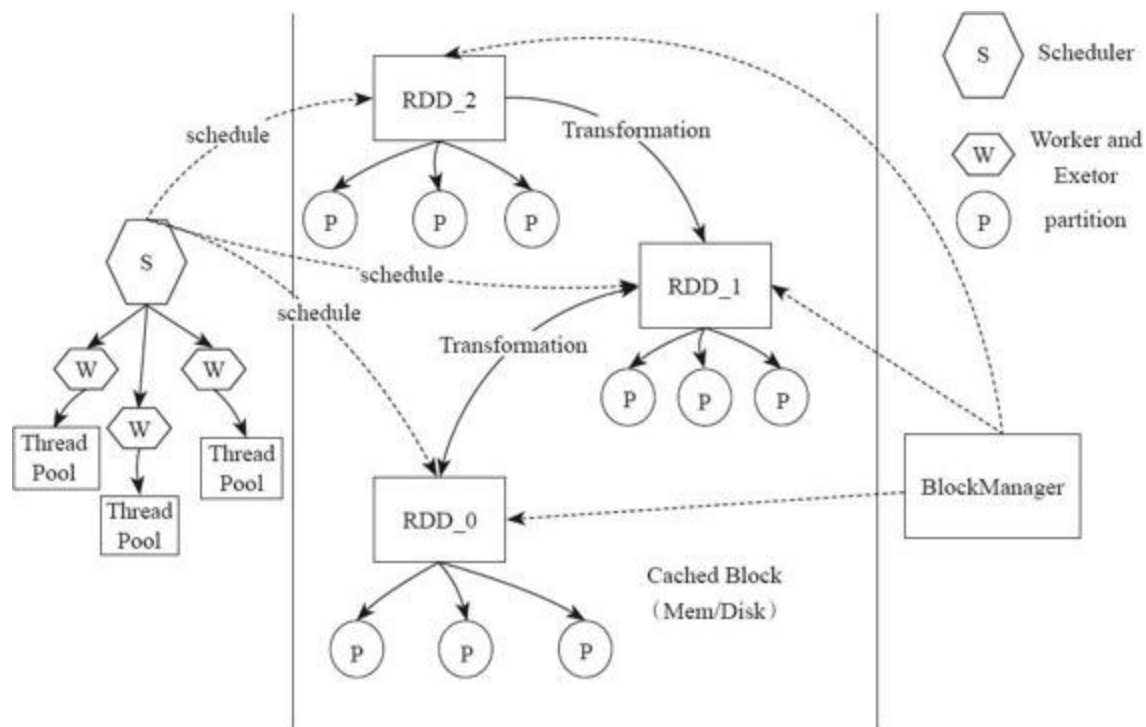 RDD_2
schedule
Transformation
P
P
P
S
schedule
RDD_1
schedule
Transformation
W
W
W
P
P
P
Thread
Pool
Thread
Pool
Thread
Pool
RDD_0
BlockManager
Cached Block
（Mem/Disk）
P
P
P
S
Scheduler
W
Worker and
Exetor
P
partition